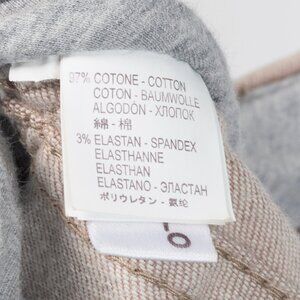 97% COTONE - COTTON
COTON - BAUMWOLLE
ALGODÓN - ХЛОПОК
綿 - 棉
3% ELASTAN - SPANDEX
ELASTHANNE
ELASTHAN
ELASTANO - ЭЛАСТАН
ポリウレタン - 氨纶